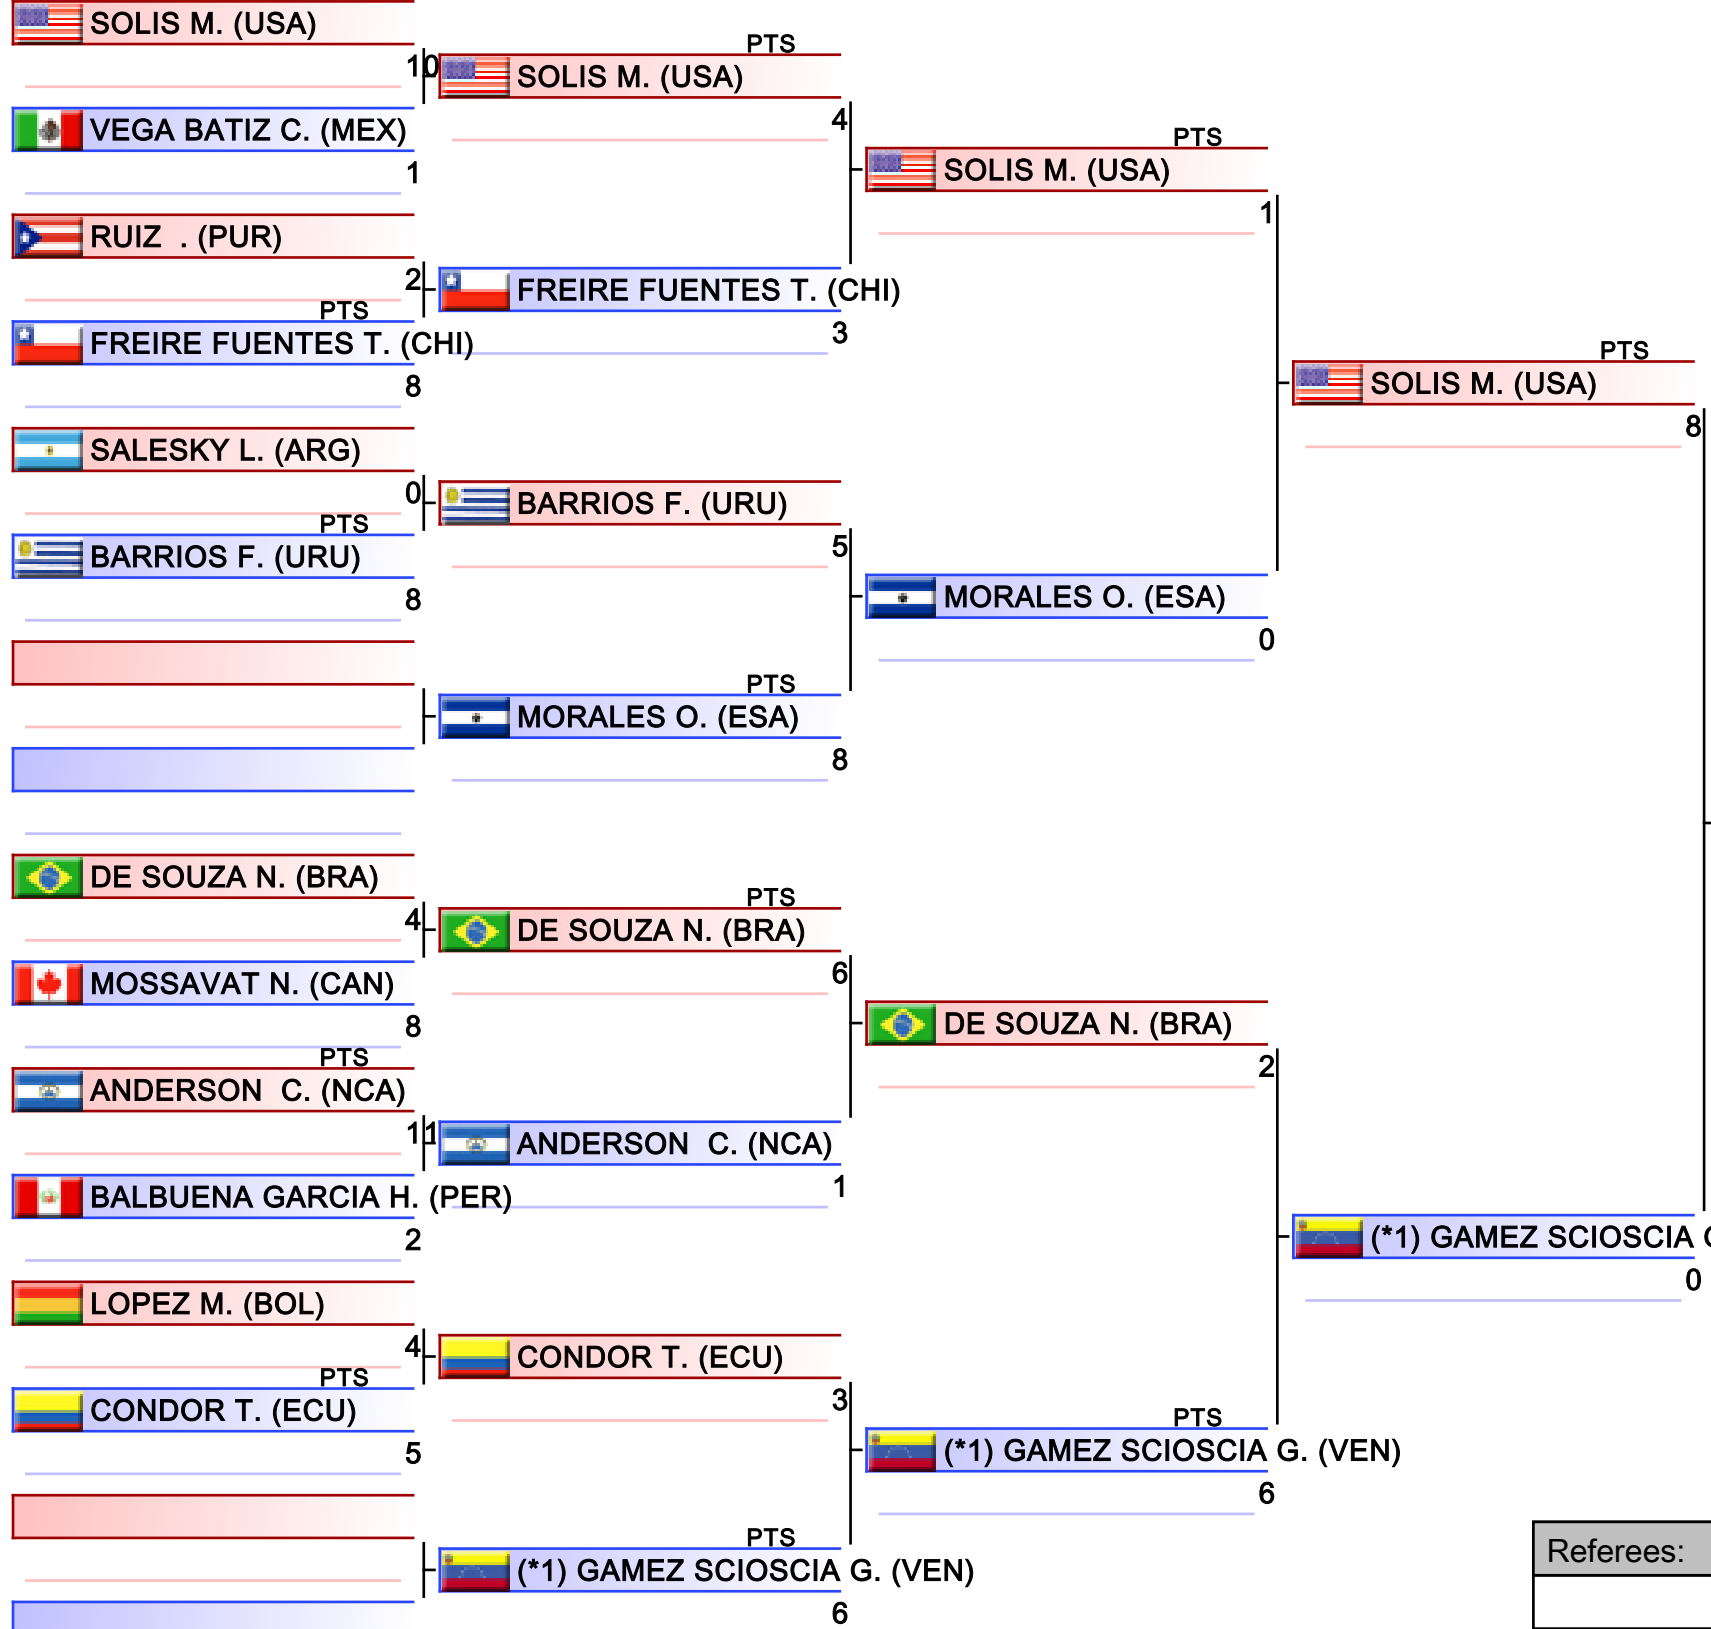 SOLIS M. (USA)
10
VEGA BATIZ C. (MEX)
1
RUIZ . (PUR)
2
PTS
FREIRE FUENTES T. (CHI)
8
SALESKY L. (ARG)
0
PTS
BARRIOS F. (URU)
8
DE SOUZA N. (BRA)
4
MOSSAVAT N. (CAN)
8
PTS
ANDERSON C. (NCA)
11
BALBUENA GARCIA H. (PER)
2
LOPEZ M. (BOL)
4
PTS
CONDOR T. (ECU)
5
PTS
SOLIS M. (USA)
4
FREIRE FUENTES T. (CHI)
3
BARRIOS F. (URU)
5
PTS
MORALES O. (ESA)
8
PTS
DE SOUZA N. (BRA)
6
ANDERSON C. (NCA)
1
CONDOR T. (ECU)
3
PTS
(*1) GAMEZ SCIOSCIA G. (VEN)
6
PTS
SOLIS M. (USA)
1
MORALES O. (ESA)
0
DE SOUZA N. (BRA)
2
PTS
(*1) GAMEZ SCIOSCIA G. (VEN)
6
PTS
SOLIS M. (USA)
8
(*1) GAMEZ SCIOSCIA
0
Referees: